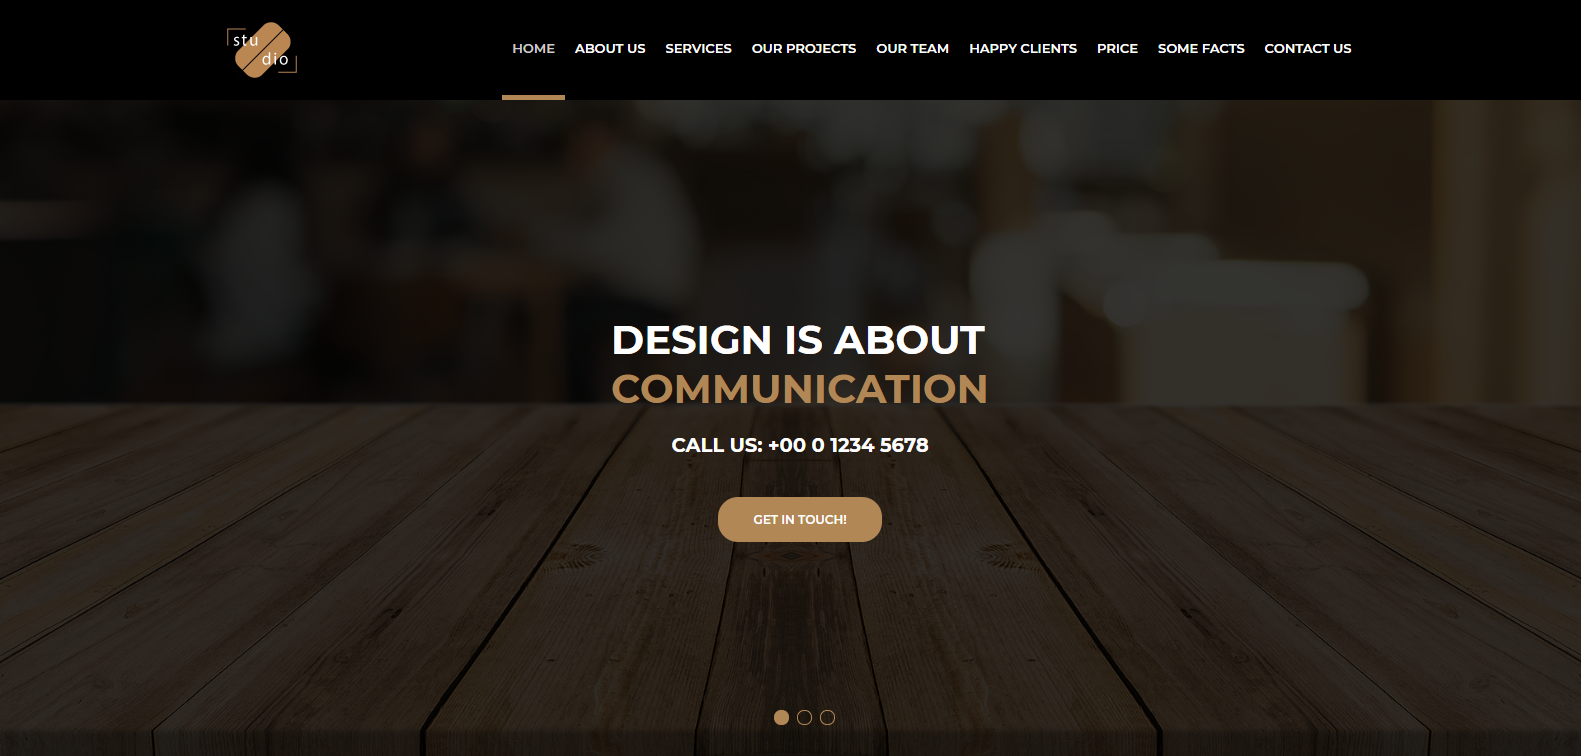 stu
dio
HOME ABOUT US SERVICES OUR PROJECTS OUR TEAM HAPPY CLIENTS PRICE SOME FACTS CONTACT US
DESIGN IS ABOUT
COMMUNICATION
CALL US: +00 0 1234 5678
GET IN TOUCH!